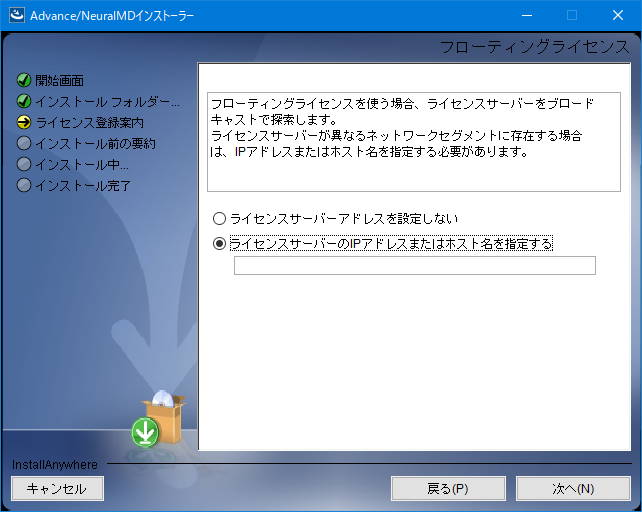 Advance/NeuralMDインストーラー
フローティングライセンス
開始画面
インストール フォルダー...
ライセンス登録案内
インストール前の要約
インストール中...
インストール完了
フローティングライセンスを使う場合、ライセンスサーバーをブロード
キャストで探索します。
ライセンスサーバーが異なるネットワークセグメントに存在する場合
は、IPアドレスまたはホスト名を指定する必要があります。
ライセンスサーバーアドレスを設定しない
ライセンスサーバーのIPアドレスまたはホスト名を指定する
InstallAnywhere
キャンセル
戻る(P)
次へ(N)